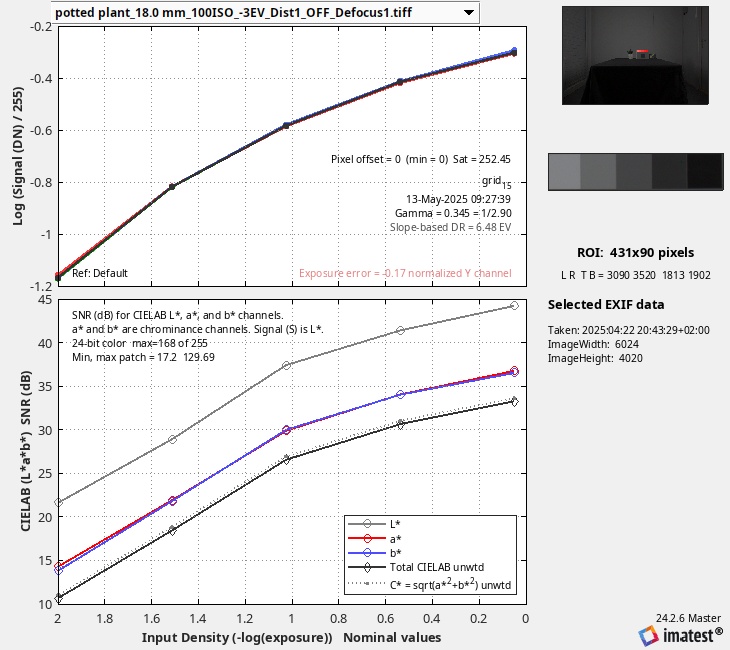 potted plant_18.0 mm_100ISO_-3EV_Dist1_OFF_Defocus1.tiff
-0.2
-0.4
-0.6
-0.8
-1
-1.2
Log (Signal (DN) / 255)
Pixel offset = 0 (min = 0) Sat = 252.45
grid_15
13-May-2025 09:27:39
Gamma = 0.345 = 1/2.90
Slope-based DR = 6.48 EV
Ref: Default
Exposure error = -0.17 normalized Y channel
ROI: 431x90 pixels
L R T B = 3090 3520 1813 1902
Selected EXIF data
Taken: 2025:04:22 20:43:29+02:00
ImageWidth: 6024
ImageHeight: 4020
45
40
35
30
25
20
15
10
CIELAB (L*a*b*) SNR (dB)
SNR (dB) for CIELAB L*, a*, and b* channels.
a* and b* are chrominance channels. Signal (S) is L*.
24-bit color max=168 of 255
Min, max patch = 17.2 129.69
L*
a*
b*
Total CIELAB unwtd
C* = sqrt(a*²+b*²) unwtd
2 1.8 1.6 1.4 1.2 1 0.8 0.6 0.4 0.2 0
Input Density (-log(exposure)) Nominal values
24.2.6 Master
imatest®